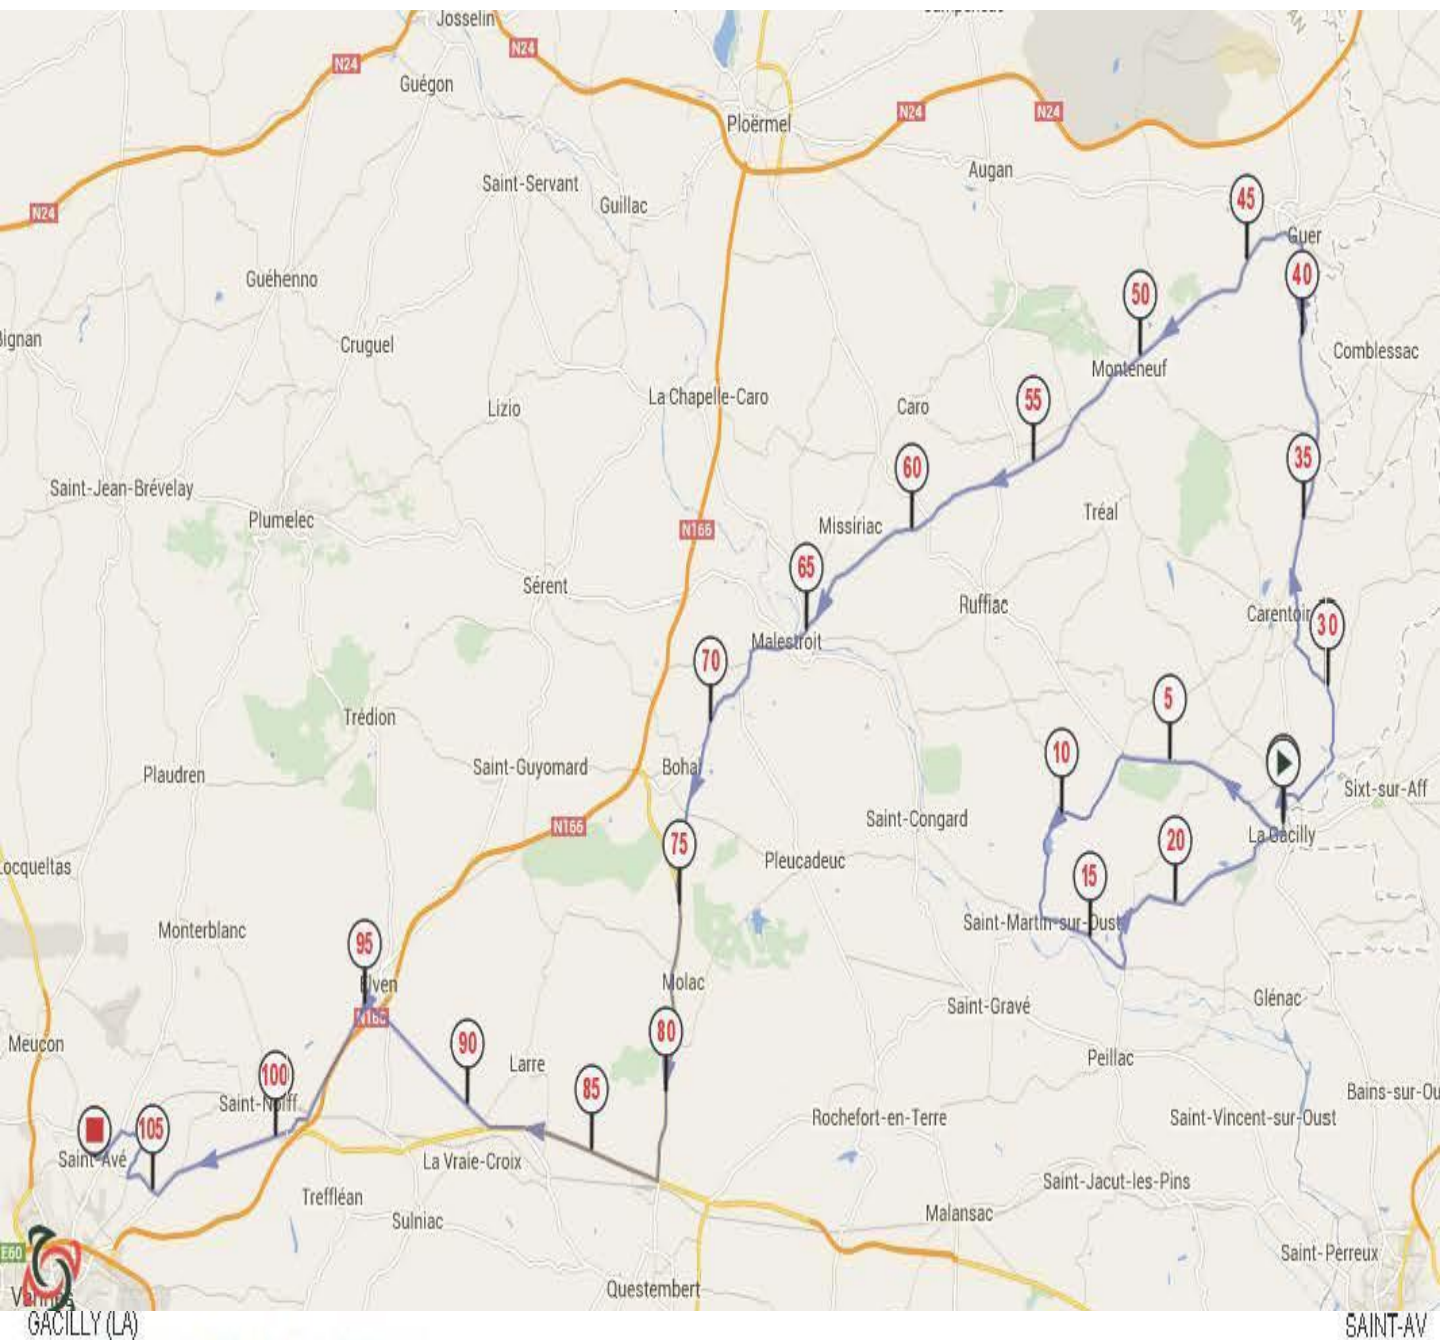 Josselin
N24
N24
Guégon
N24
N24
Ploërmel
Augan
Saint-Servant
Guillac
45
N24
Guer
40
Guéhenno
50
Bignan
Cruguel
Comblessac
Monteneuf
La Chapelle-Caro
Lizio
Caro
55
35
60
Saint-Jean-Brévelay
Plumelec
Tréal
Missiriac
N166
65
Sérent
Ruffiac
Carentoir
30
Malestroit
70
5
Trédion
10
Saint-Guyomard
Bohal
Plaudren
Sixt-sur-Aff
Saint-Congard
N166
La Gacilly
20
75
Pleucadeuc
Locqueltas
15
Saint-Martin-sur-Oust
Monterblanc
95
Elven
Molac
Glénac
Saint-Gravé
N166
80
90
Meucon
Peillac
Larre
100
85
Bains-sur-Ou
Saint-Nolff
Rochefort-en-Terre
Saint-Vincent-sur-Oust
105
Saint-Avé
La Vraie-Croix
Saint-Jacut-les-Pins
Treffléan
Malansac
Sulniac
E60
Saint-Perreux
Questembert
Vannes
GACILLY (LA)
SAINT-AV